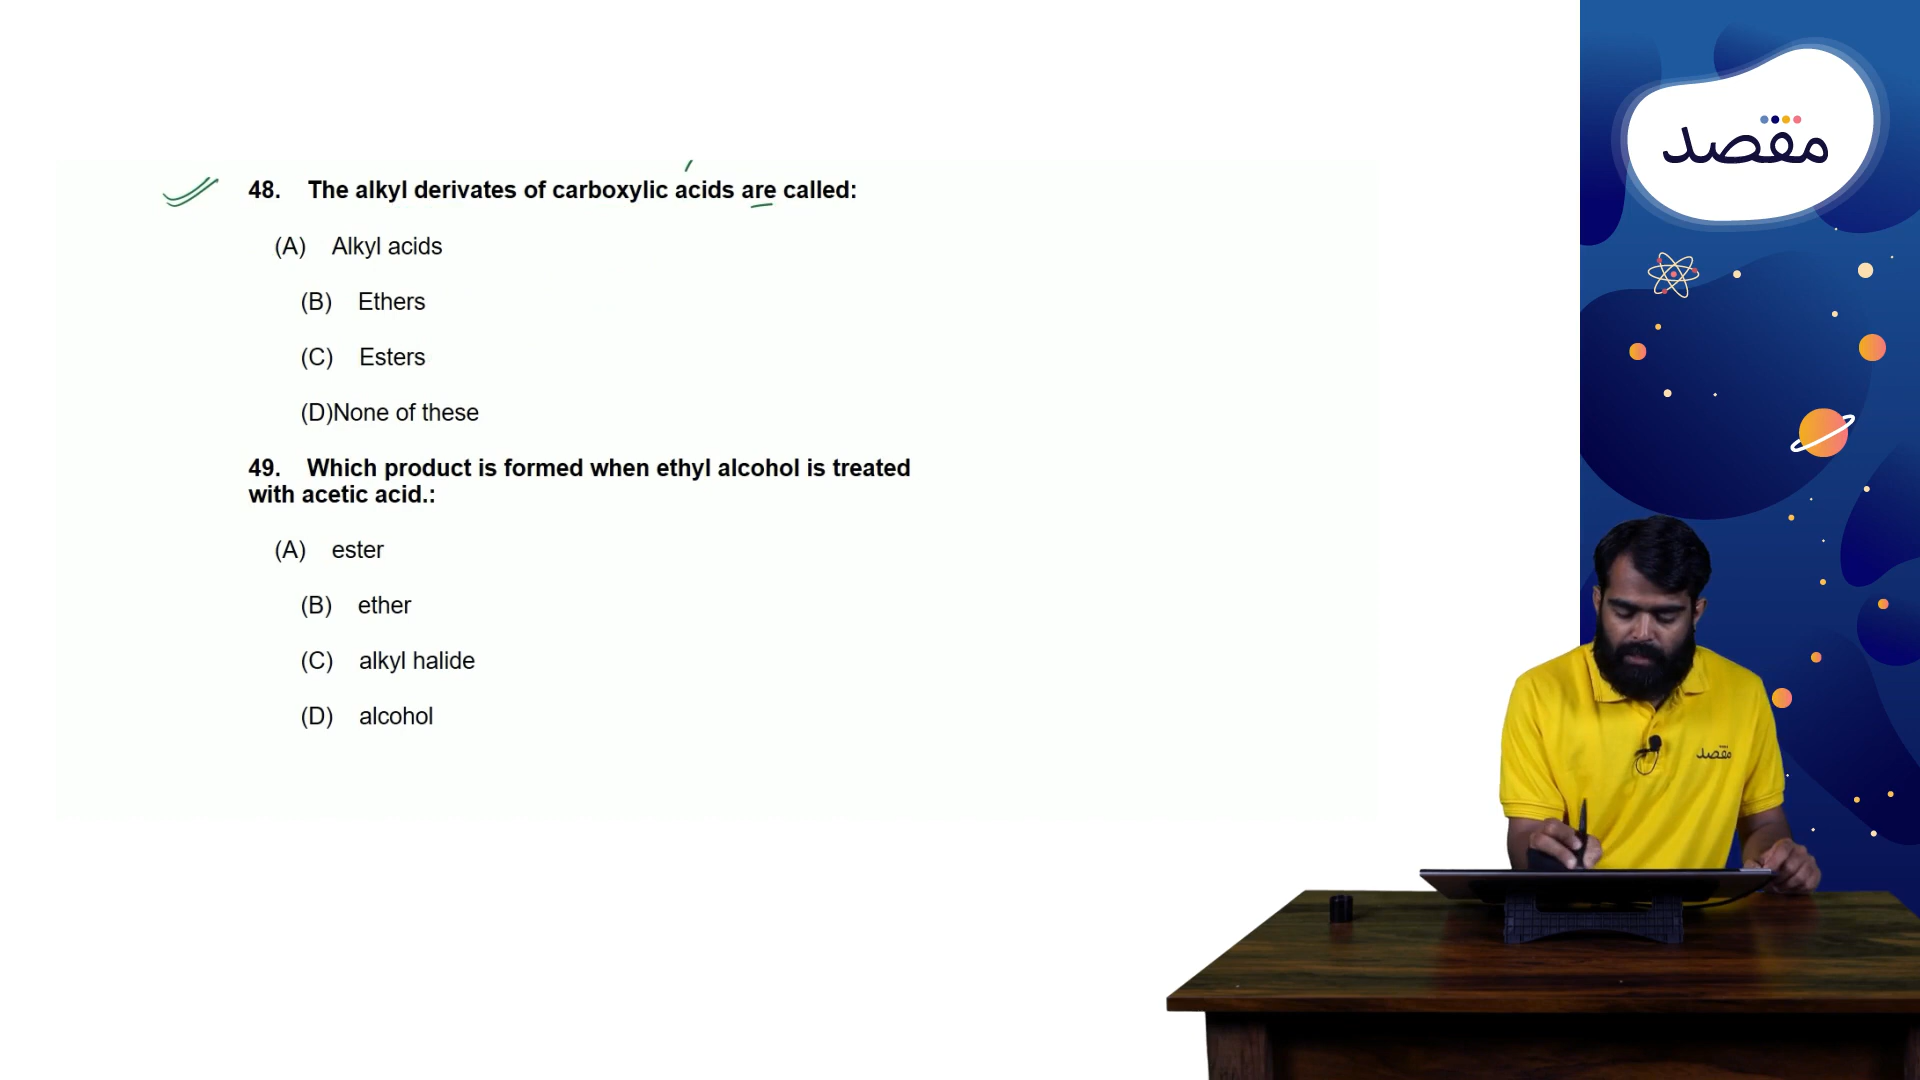 مقصد
48. The alkyl derivates of carboxylic acids are called:
(A) Alkyl acids
(B) Ethers
(C) Esters
(D)None of these
49. Which product is formed when ethyl alcohol is treated
with acetic acid.:
(A) ester
(B) ether
(C) alkyl halide
(D) alcohol
مقصد